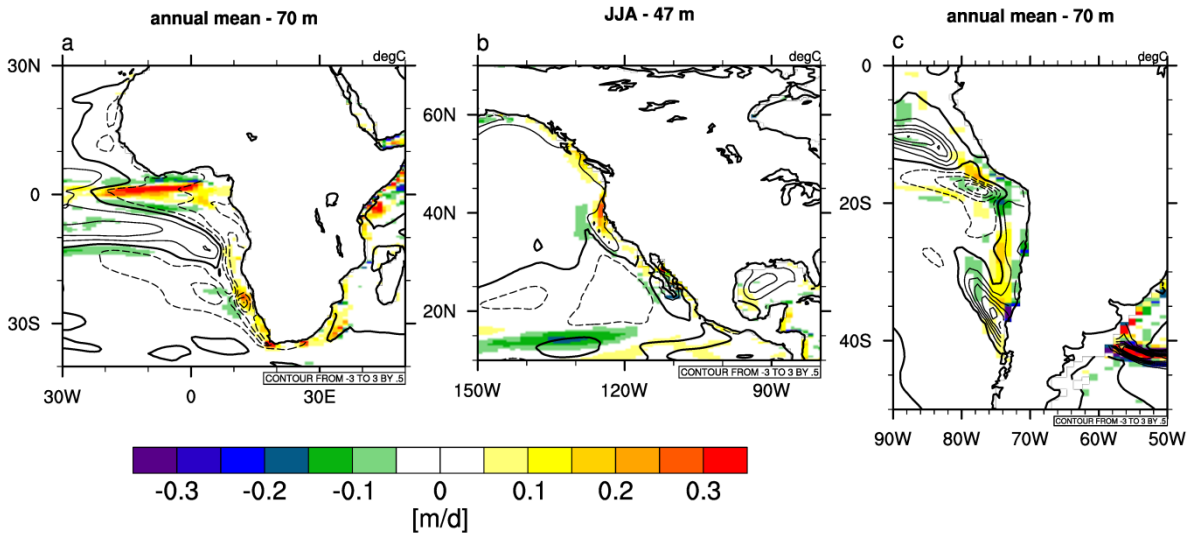 annual mean - 70 m
a
degC
30N
0
30S
30W
0
30E
CONTOUR FROM -3 TO 3 BY .5
JJA - 47 m
b
degC
60N
40N
20N
150W
120W
90W
CONTOUR FROM -3 TO 3 BY .5
annual mean - 70 m
c
degC
0
20S
40S
90W
80W
70W
60W
50W
CONTOUR FROM -3 TO 3 BY .5
-0.3
-0.2
-0.1
0
0.1
0.2
0.3
[m/d]